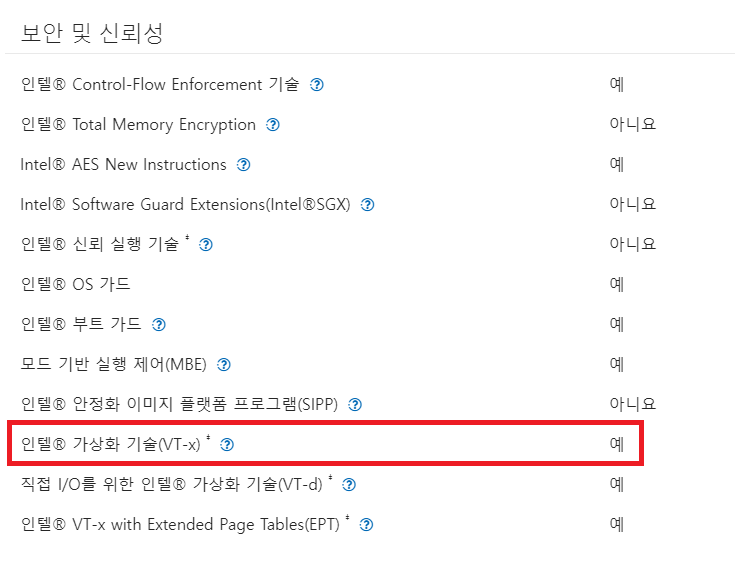 보안 및 신뢰성
인텔® Control-Flow Enforcement 기술 예
인텔® Total Memory Encryption 아니요
Intel® AES New Instructions 예
Intel® Software Guard Extensions(Intel®SGX) 아니요
인텔® 신뢰 실행 기술 ‡ 아니요
인텔® OS 가드 예
인텔® 부트 가드 예
모드 기반 실행 제어(MBE) 예
인텔® 안정화 이미지 플랫폼 프로그램(SIPP) 아니요
인텔® 가상화 기술(VT-x) ‡ 예
직접 I/O를 위한 인텔® 가상화 기술(VT-d) ‡ 예
인텔® VT-x with Extended Page Tables(EPT) ‡ 예